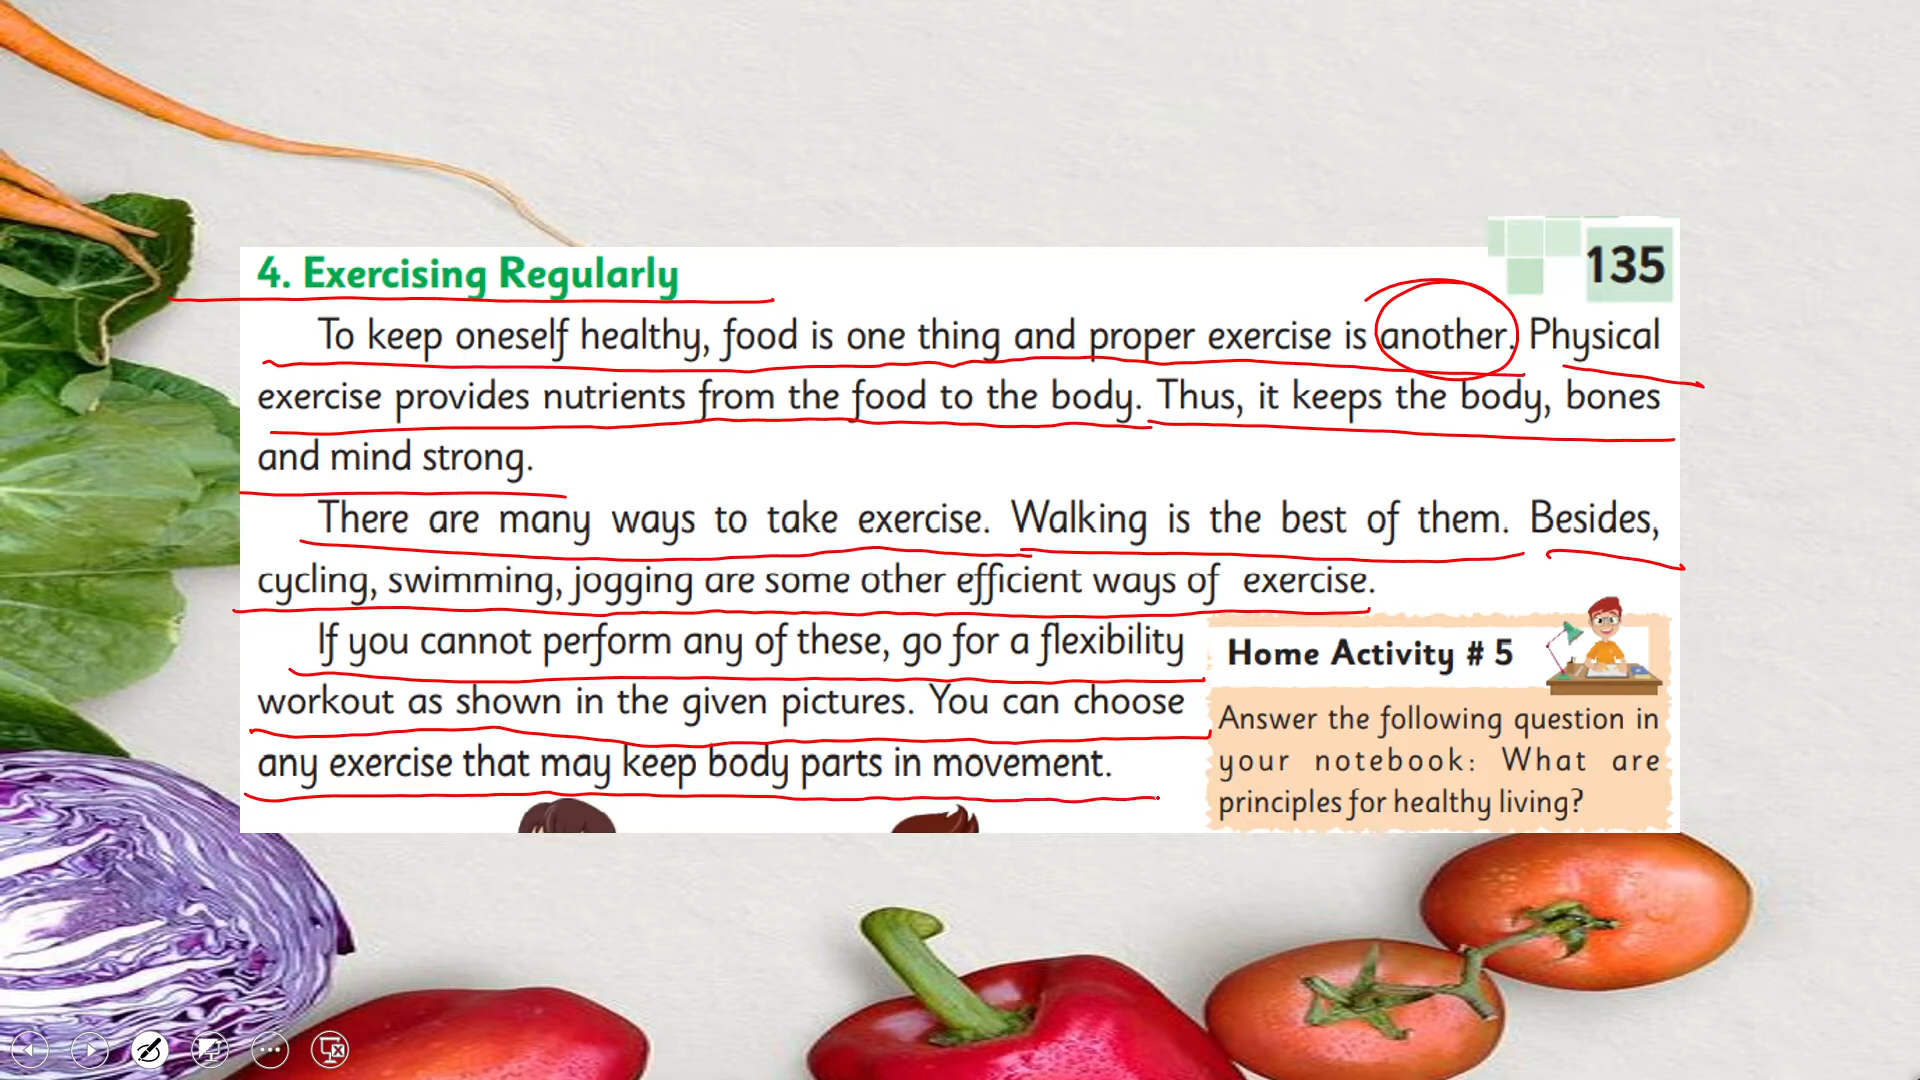 135
4. Exercising Regularly
To keep oneself healthy, food is one thing and proper exercise is another. Physical
exercise provides nutrients from the food to the body. Thus, it keeps the body, bones
and mind strong.
There are many ways to take exercise. Walking is the best of them. Besides,
cycling, swimming, jogging are some other efficient ways of exercise.
If you cannot perform any of these, go for a flexibility
workout as shown in the given pictures. You can choose
any exercise that may keep body parts in movement.
Home Activity # 5
Answer the following question in
your notebook: What are
principles for healthy living?